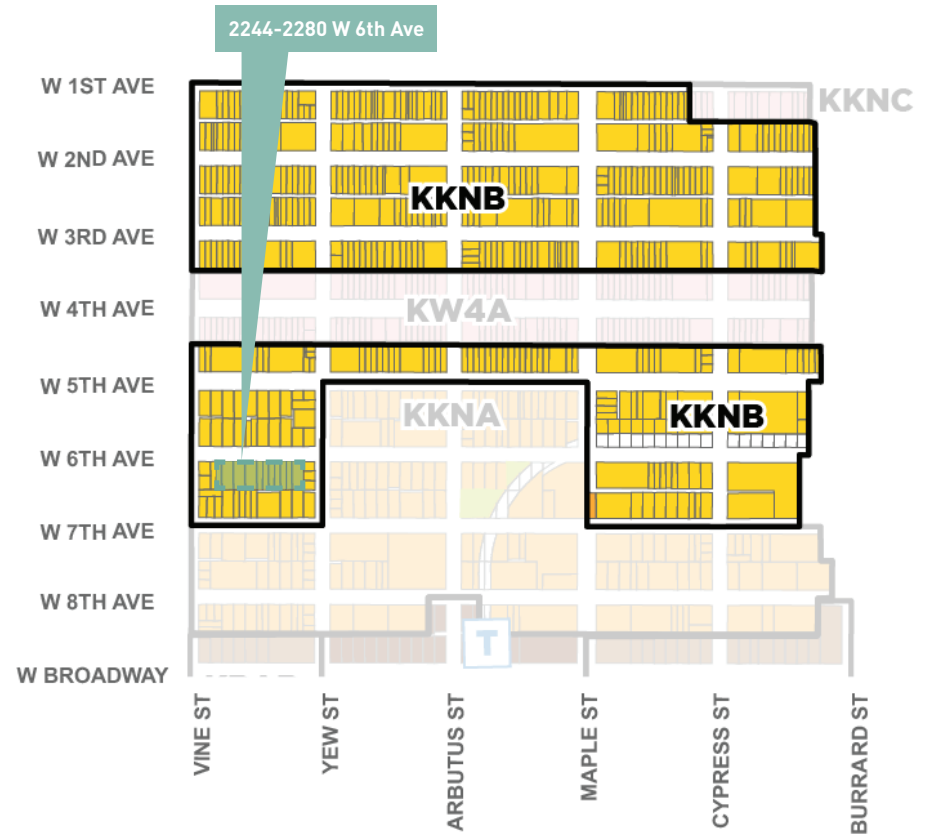 2244-2280 W 6th Ave
W 1ST AVE
KKNC
W 2ND AVE
KKNB
W 3RD AVE
W 4TH AVE
KW4A
W 5TH AVE
KKNA
KKNB
W 6TH AVE
W 7TH AVE
W 8TH AVE
T
W BROADWAY
VINE ST
YEW ST
ARBUTUS ST
MAPLE ST
CYPRESS ST
BURRARD ST